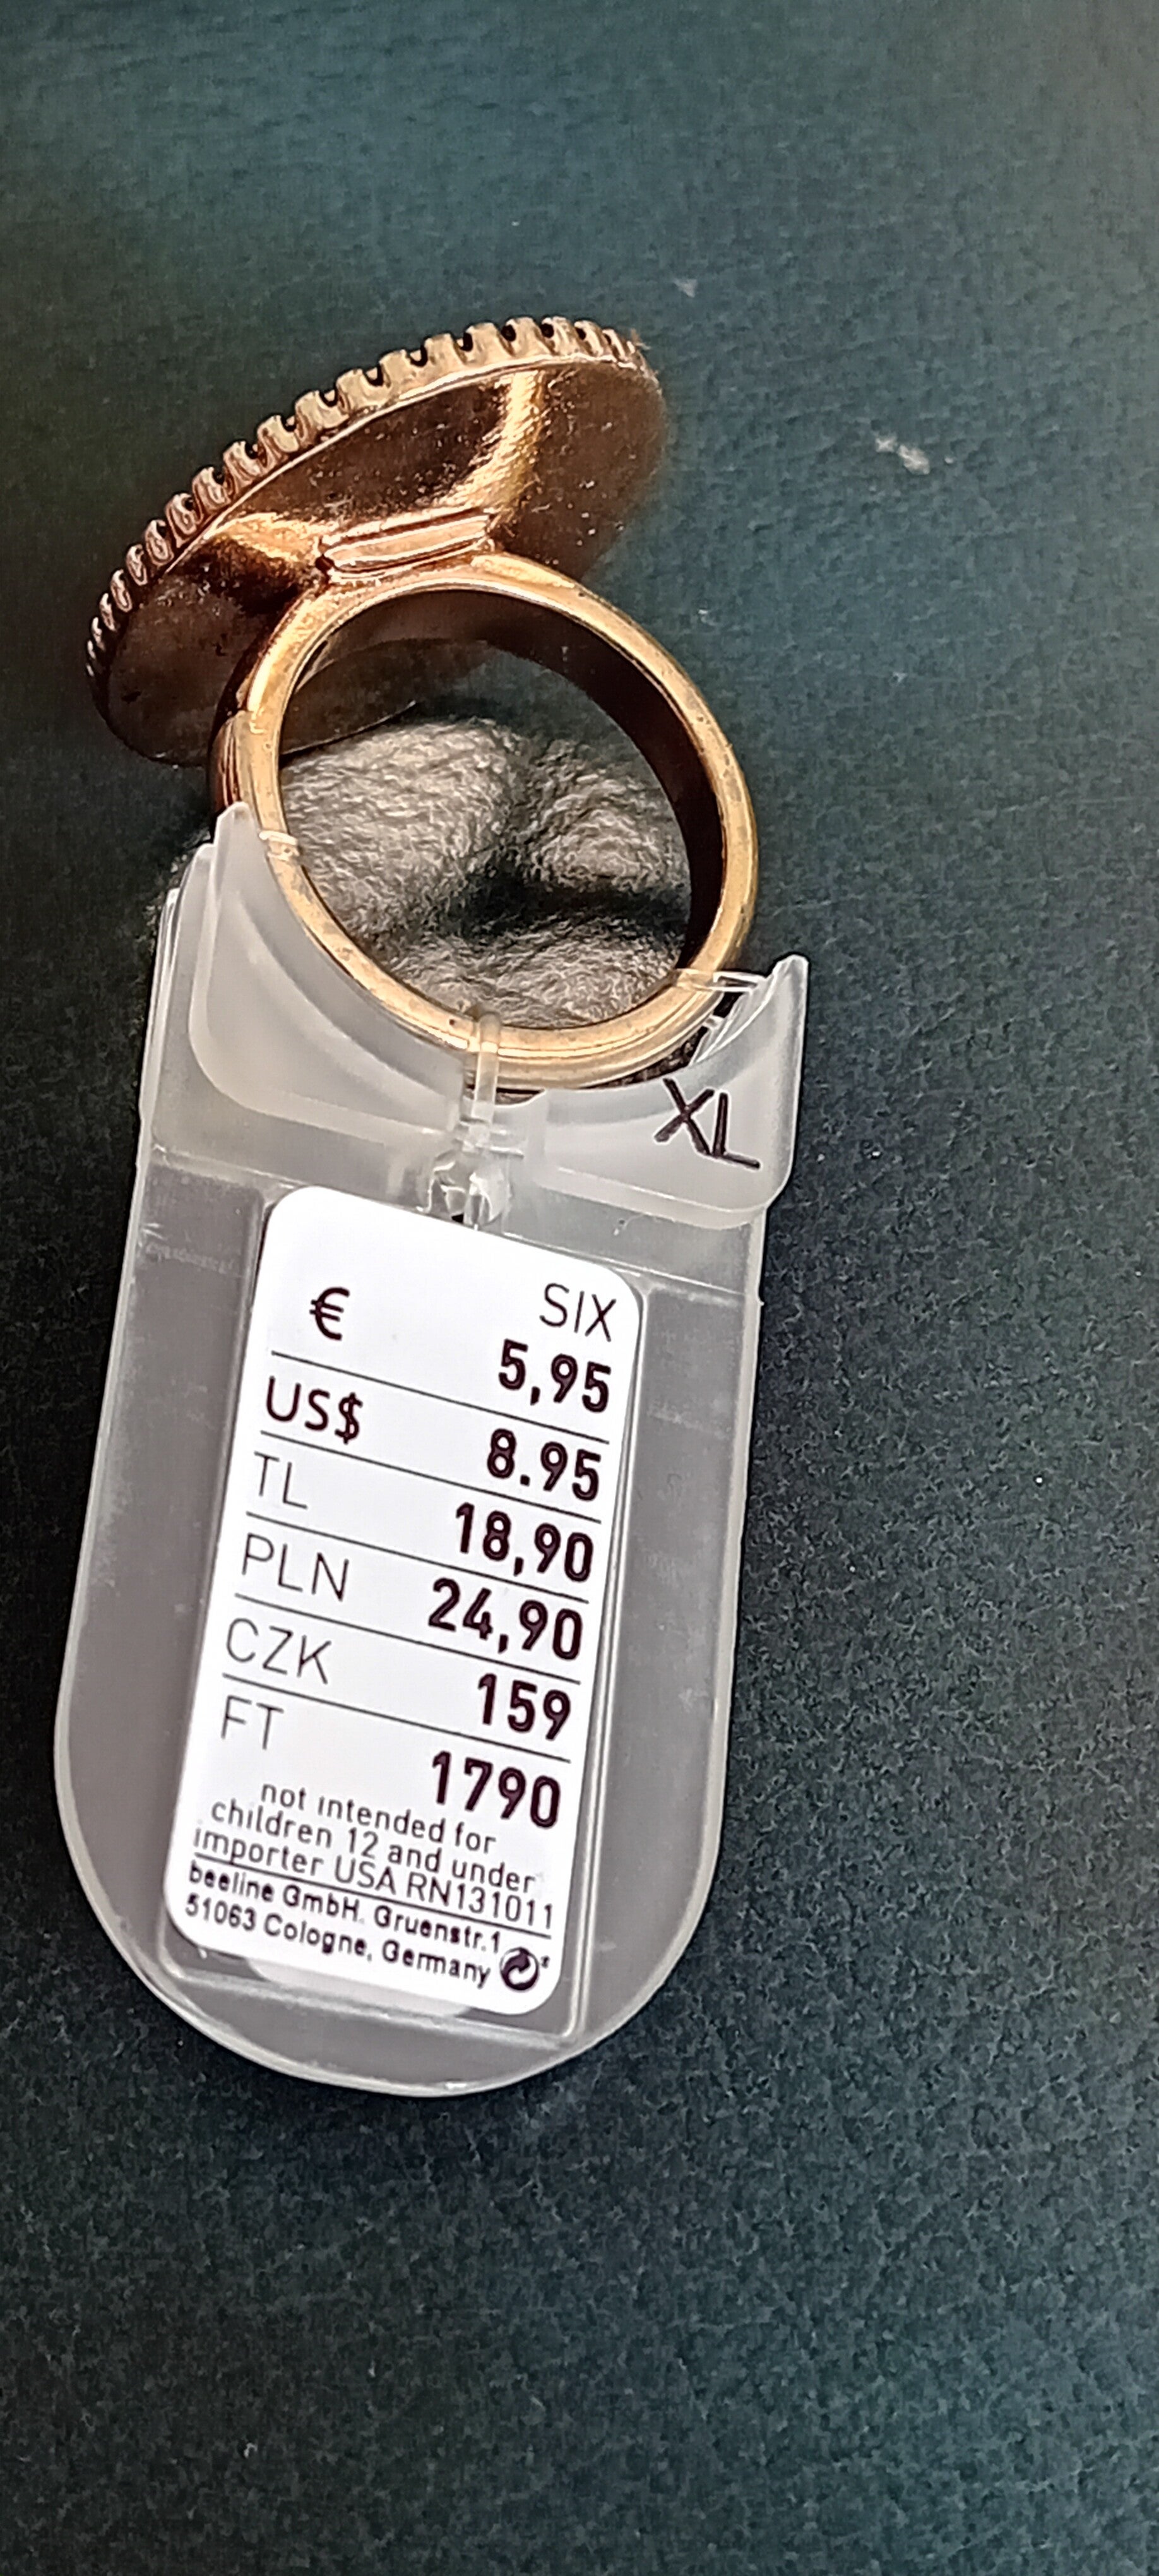 XL
SIX
€ 5,95
US$ 8.95
TL 18,90
PLN 24,90
CZK 159
FT 1790
not intended for
children 12 and under
importer USA RN131011
beeline GmbH. Gruenstr.1
51063 Cologne, Germany